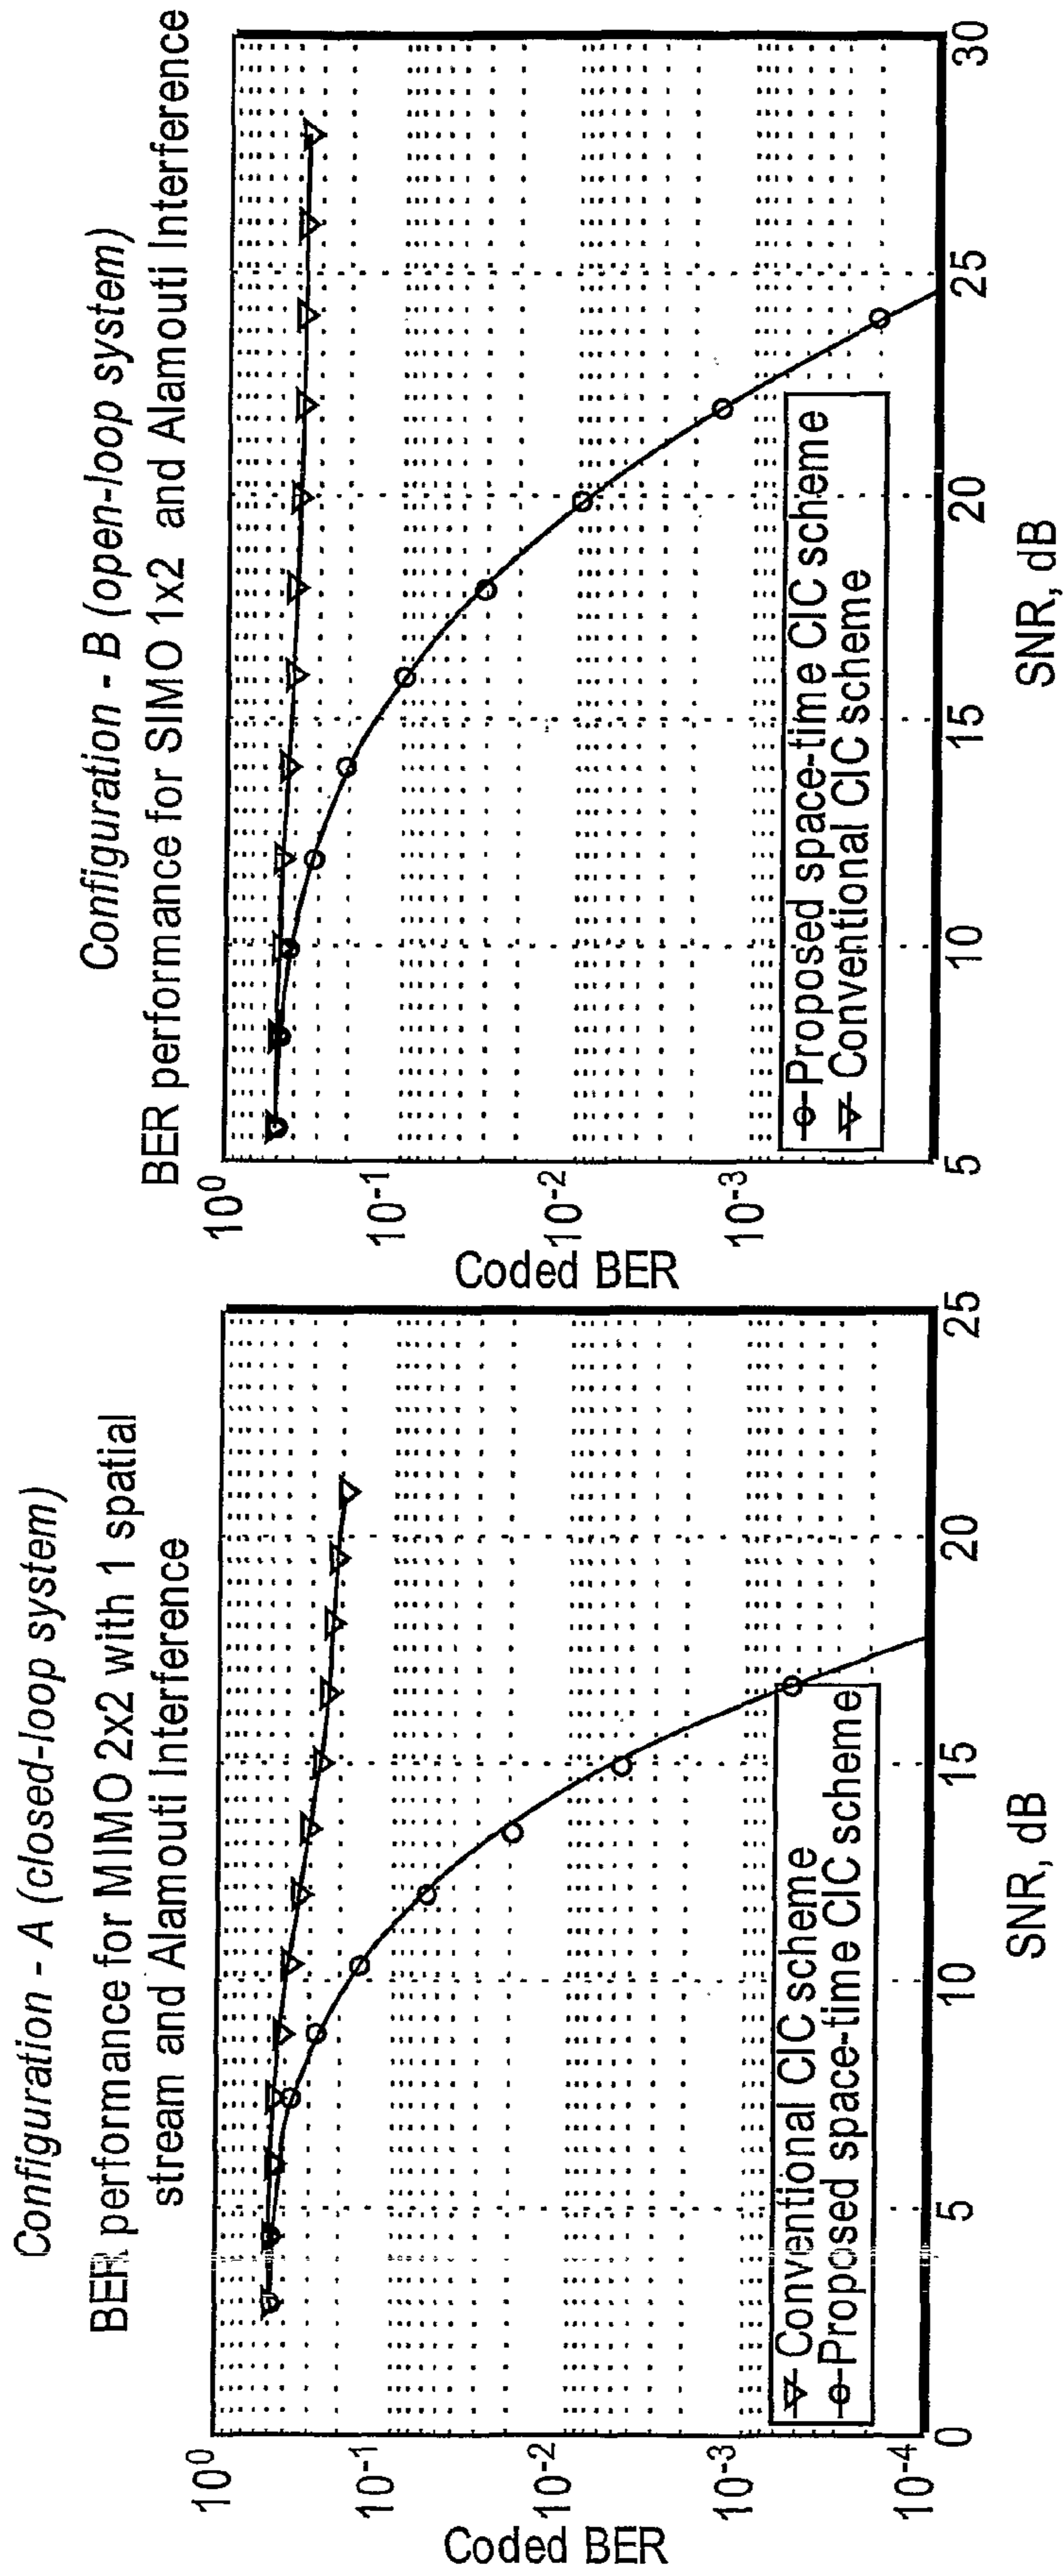 Configuration - A (closed-loop system)
BER performance for MIMO 2x2 with 1 spatial
stream and Alamouti Interference
10^0
10^-1
10^-2
10^-3
10^-4
Coded BER
Conventional CIC scheme
Proposed space-time CIC scheme
0
5
10
15
20
25
SNR, dB
Configuration - B (open-loop system)
BER performance for SIMO 1x2 and Alamouti Interference
10^0
10^-1
10^-2
10^-3
Coded BER
Proposed space-time CIC scheme
Conventional CIC scheme
5
10
15
20
25
30
SNR, dB